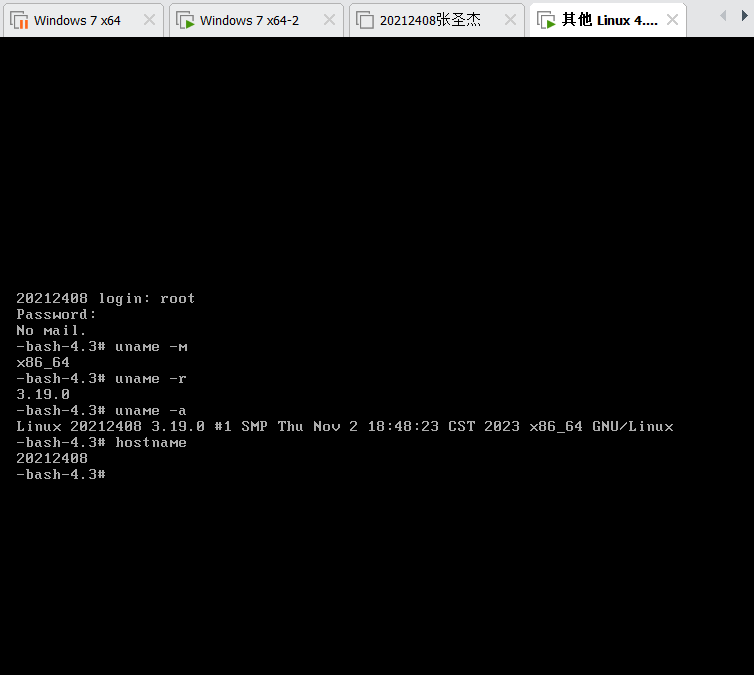 Windows 7 x64
Windows 7 x64-2
20212408张圣杰
其他 Linux 4....
20212408 login: root
Password:
No mail.
-bash-4.3# uname -m
x86_64
-bash-4.3# uname -r
3.19.0
-bash-4.3# uname -a
Linux 20212408 3.19.0 #1 SMP Thu Nov 2 18:48:23 CST 2023 x86_64 GNU/Linux
-bash-4.3# hostname
20212408
-bash-4.3#